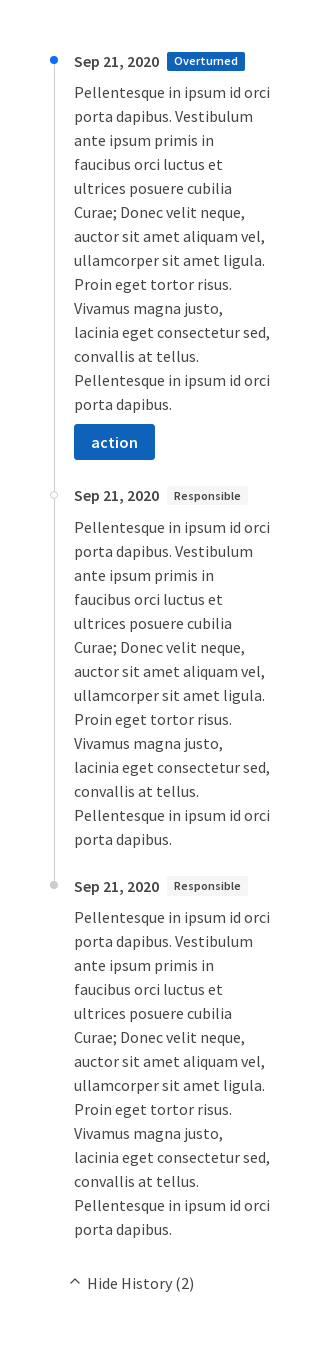 Sep 21, 2020 Overturned
Pellentesque in ipsum id orci
porta dapibus. Vestibulum
ante ipsum primis in
faucibus orci luctus et
ultrices posuere cubilia
Curae; Donec velit neque,
auctor sit amet aliquam vel,
ullamcorper sit amet ligula.
Proin eget tortor risus.
Vivamus magna justo,
lacinia eget consectetur sed,
convallis at tellus.
Pellentesque in ipsum id orci
porta dapibus.
action
Sep 21, 2020 Responsible
Pellentesque in ipsum id orci
porta dapibus. Vestibulum
ante ipsum primis in
faucibus orci luctus et
ultrices posuere cubilia
Curae; Donec velit neque,
auctor sit amet aliquam vel,
ullamcorper sit amet ligula.
Proin eget tortor risus.
Vivamus magna justo,
lacinia eget consectetur sed,
convallis at tellus.
Pellentesque in ipsum id orci
porta dapibus.
Sep 21, 2020 Responsible
Pellentesque in ipsum id orci
porta dapibus. Vestibulum
ante ipsum primis in
faucibus orci luctus et
ultrices posuere cubilia
Curae; Donec velit neque,
auctor sit amet aliquam vel,
ullamcorper sit amet ligula.
Proin eget tortor risus.
Vivamus magna justo,
lacinia eget consectetur sed,
convallis at tellus.
Pellentesque in ipsum id orci
porta dapibus.
Hide History (2)